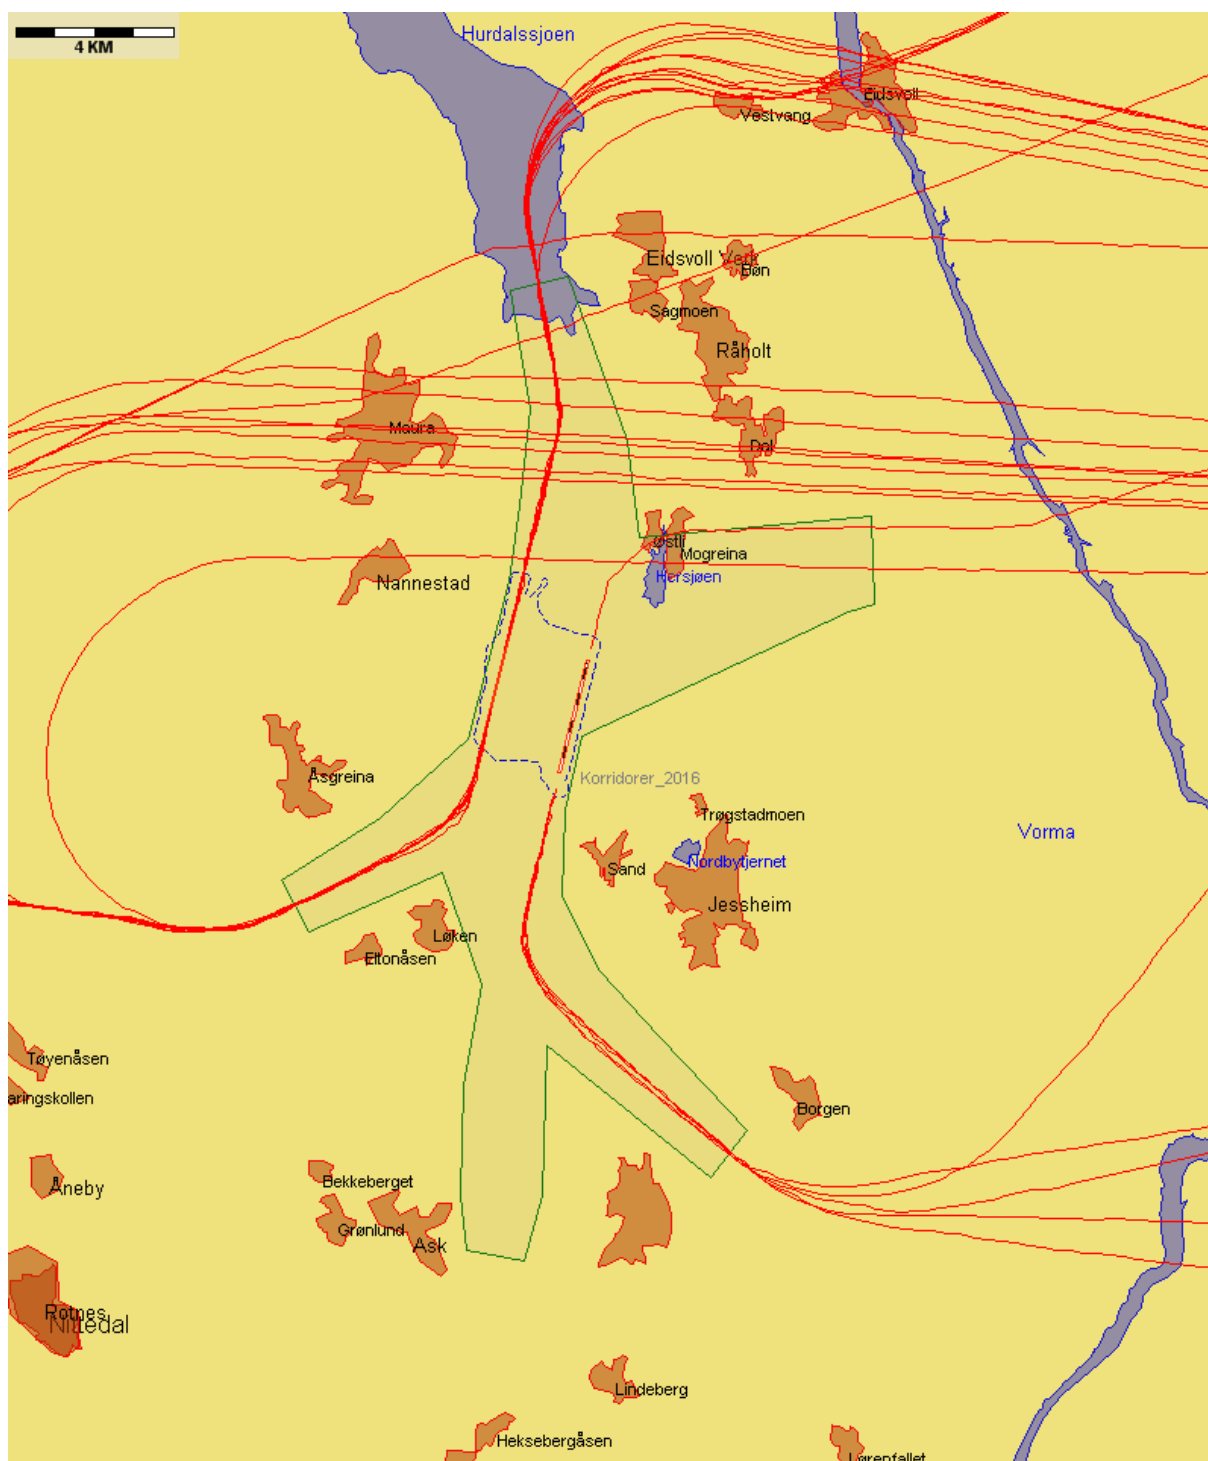 Hurdalssjoen
4 KM
Eidsvoll
Vestvang
Eidsvoll Verk
Bøn
Sagmoen
Råholt
Maura
Dal
Østli
Mogreina
Hersjøen
Nannestad
Åsgreina
Korridorer_2016
Trøgstadmoen
Vorma
Nordbytjernet
Sand
Jessheim
Løken
Eltonåsen
Tøyenåsen
aringskollen
Borgen
Bekkeberget
Åneby
Grønlund
Ask
Rotnes
Nittedal
Lindeberg
Heksebergåsen
Lørenfallet